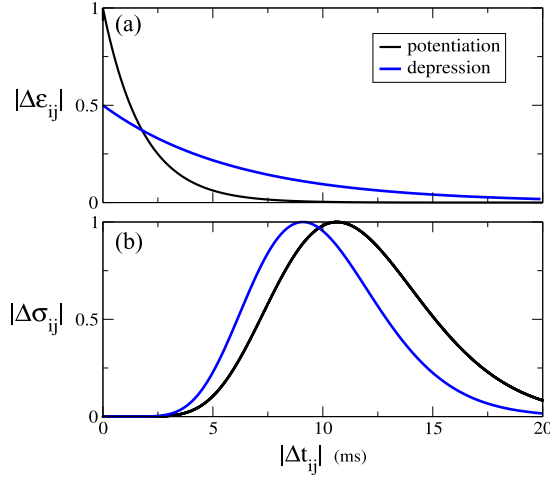 1
(a)
potentiation
depression
|Δε_ij|
0.5
0
1
(b)
|Δσ_ij|
0.5
0
0 5 10 15 20
|Δt_ij| (ms)